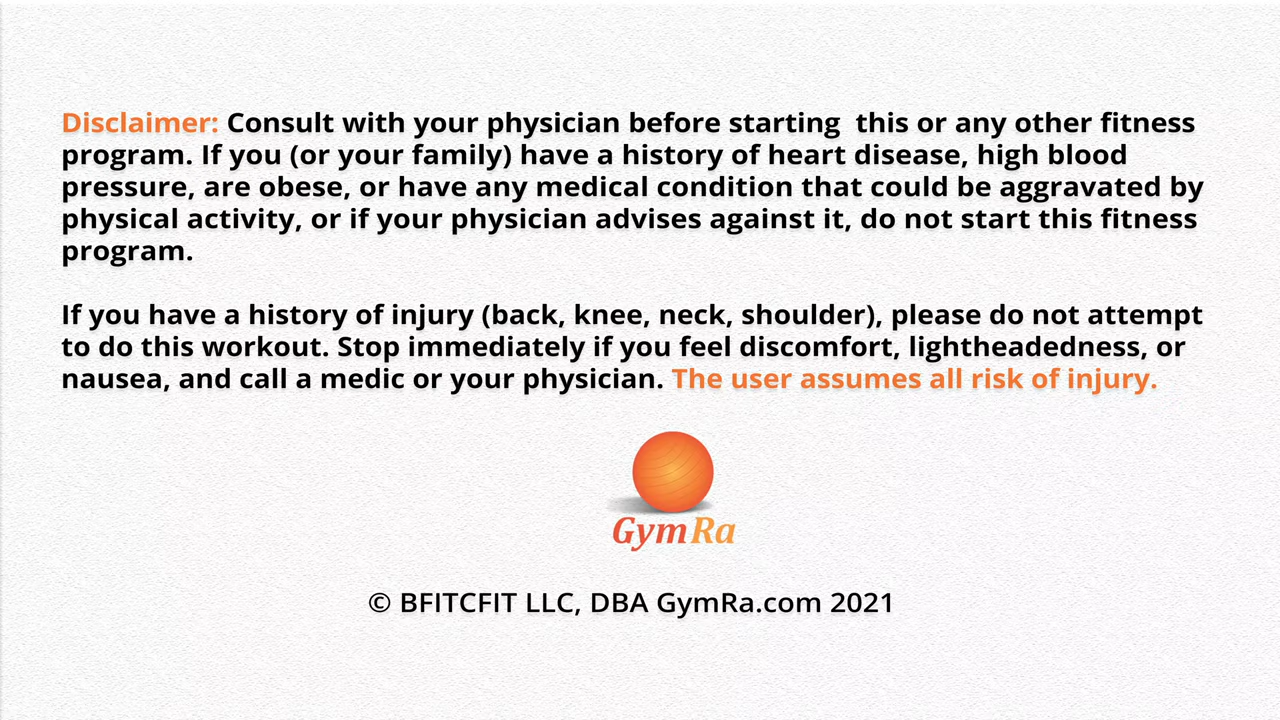 Disclaimer: Consult with your physician before starting  this or any other fitness
program. If you (or your family) have a history of heart disease, high blood
pressure, are obese, or have any medical condition that could be aggravated by
physical activity, or if your physician advises against it, do not start this fitness
program.
If you have a history of injury (back, knee, neck, shoulder), please do not attempt
to do this workout. Stop immediately if you feel discomfort, lightheadedness, or
nausea, and call a medic or your physician. The user assumes all risk of injury.
GymRa
© BFITCFIT LLC, DBA GymRa.com 2021